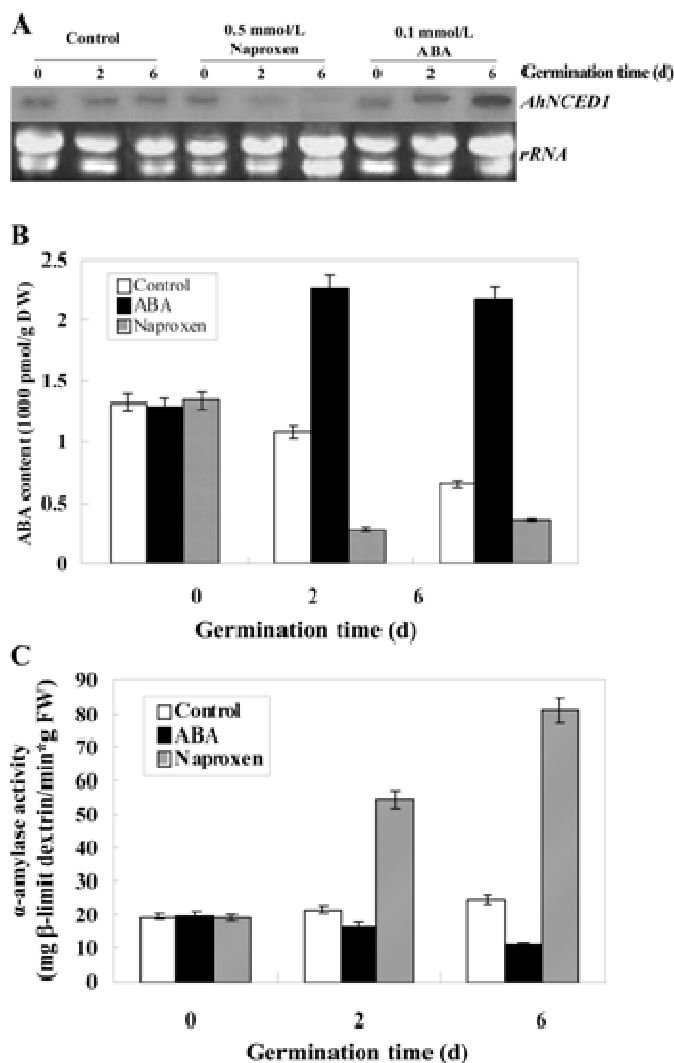 A
Control
0.5 mmol/L
Naproxen
0.1 mmol/L
ABA
0 2 6 0 2 6 0 2 6 Germination time (d)
AhNCED1
rRNA
B
2.5
2
1.5
1
0.5
0
ABA content (1000 pmol/g DW)
Control
ABA
Naproxen
0 2 6
Germination time (d)
C
90
80
70
60
50
40
30
20
10
0
α-amylase activity
(mg β-limit dextrin/min*g FW)
Control
ABA
Naproxen
0 2 6
Germination time (d)